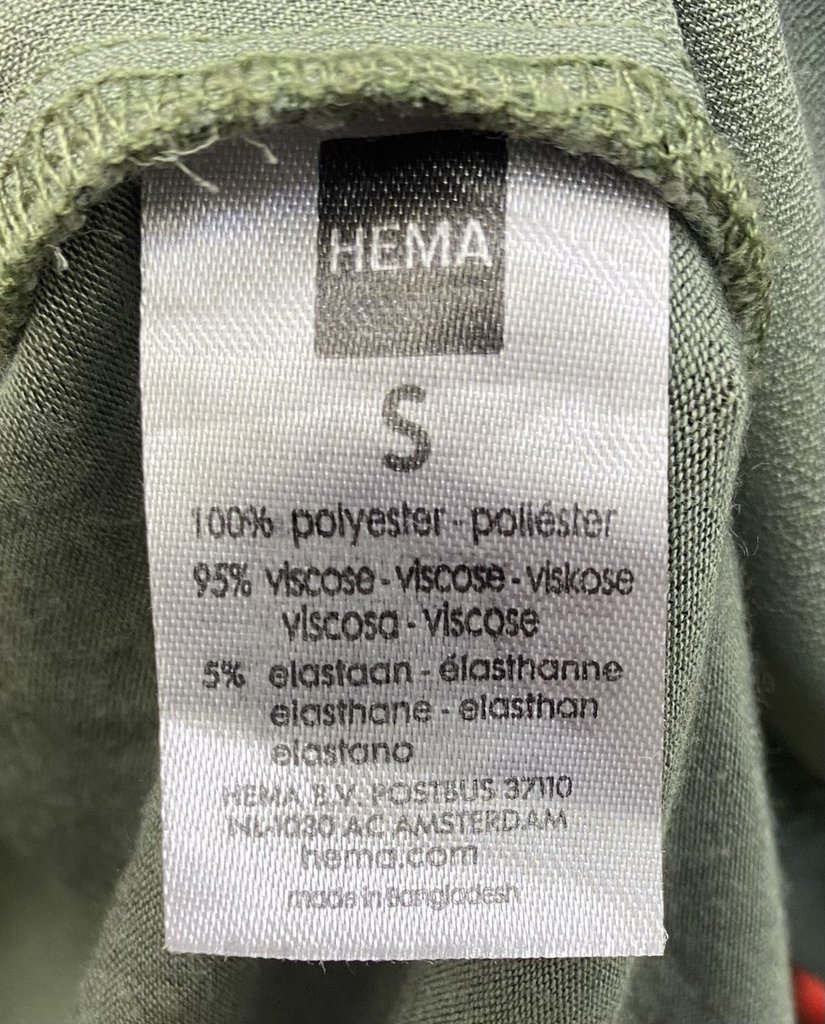 HEMA
S
100% polyester - poliéster
95% viscose - viscose - viskose
viscosa - viscose
5% elastaan - élasthanne
elasthane - elasthan
elastano
HEMA B.V. POSTBUS 37110
NL-1030 AC AMSTERDAM
hema.com
made in Bangladesh